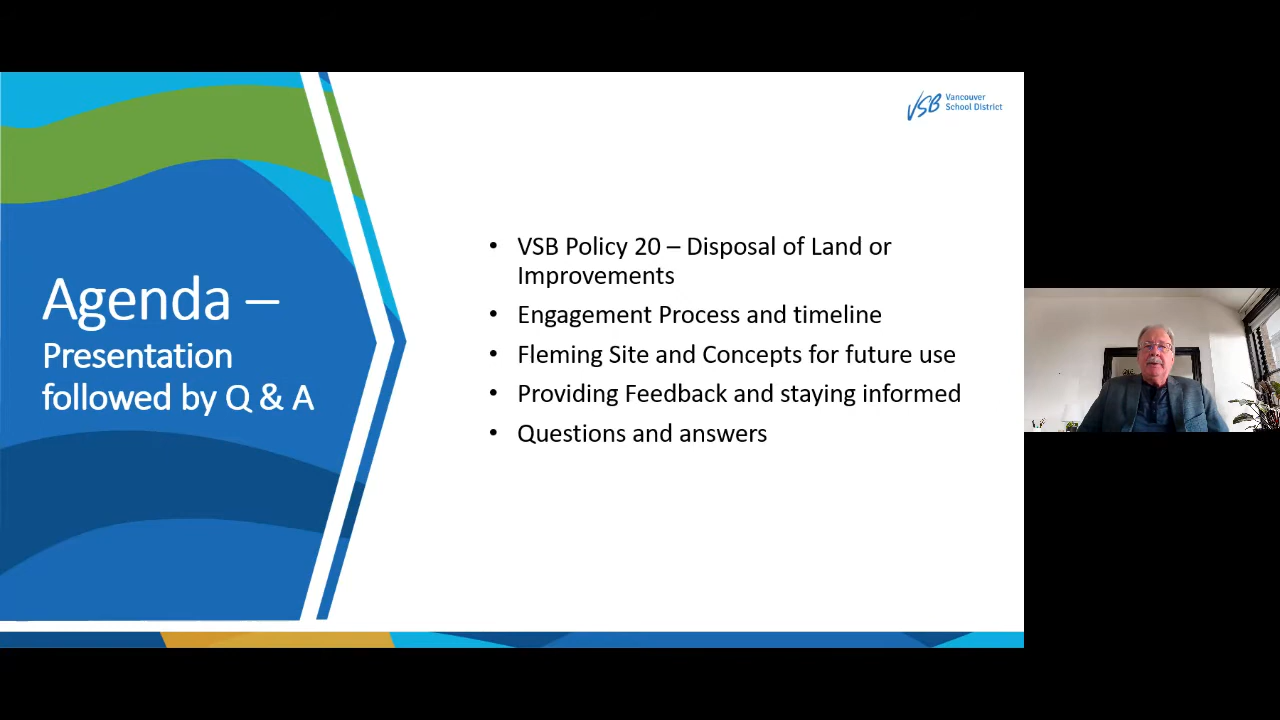 VSB Vancouver
School District
Agenda –
Presentation
followed by Q & A
• VSB Policy 20 – Disposal of Land or
Improvements
• Engagement Process and timeline
• Fleming Site and Concepts for future use
• Providing Feedback and staying informed
• Questions and answers